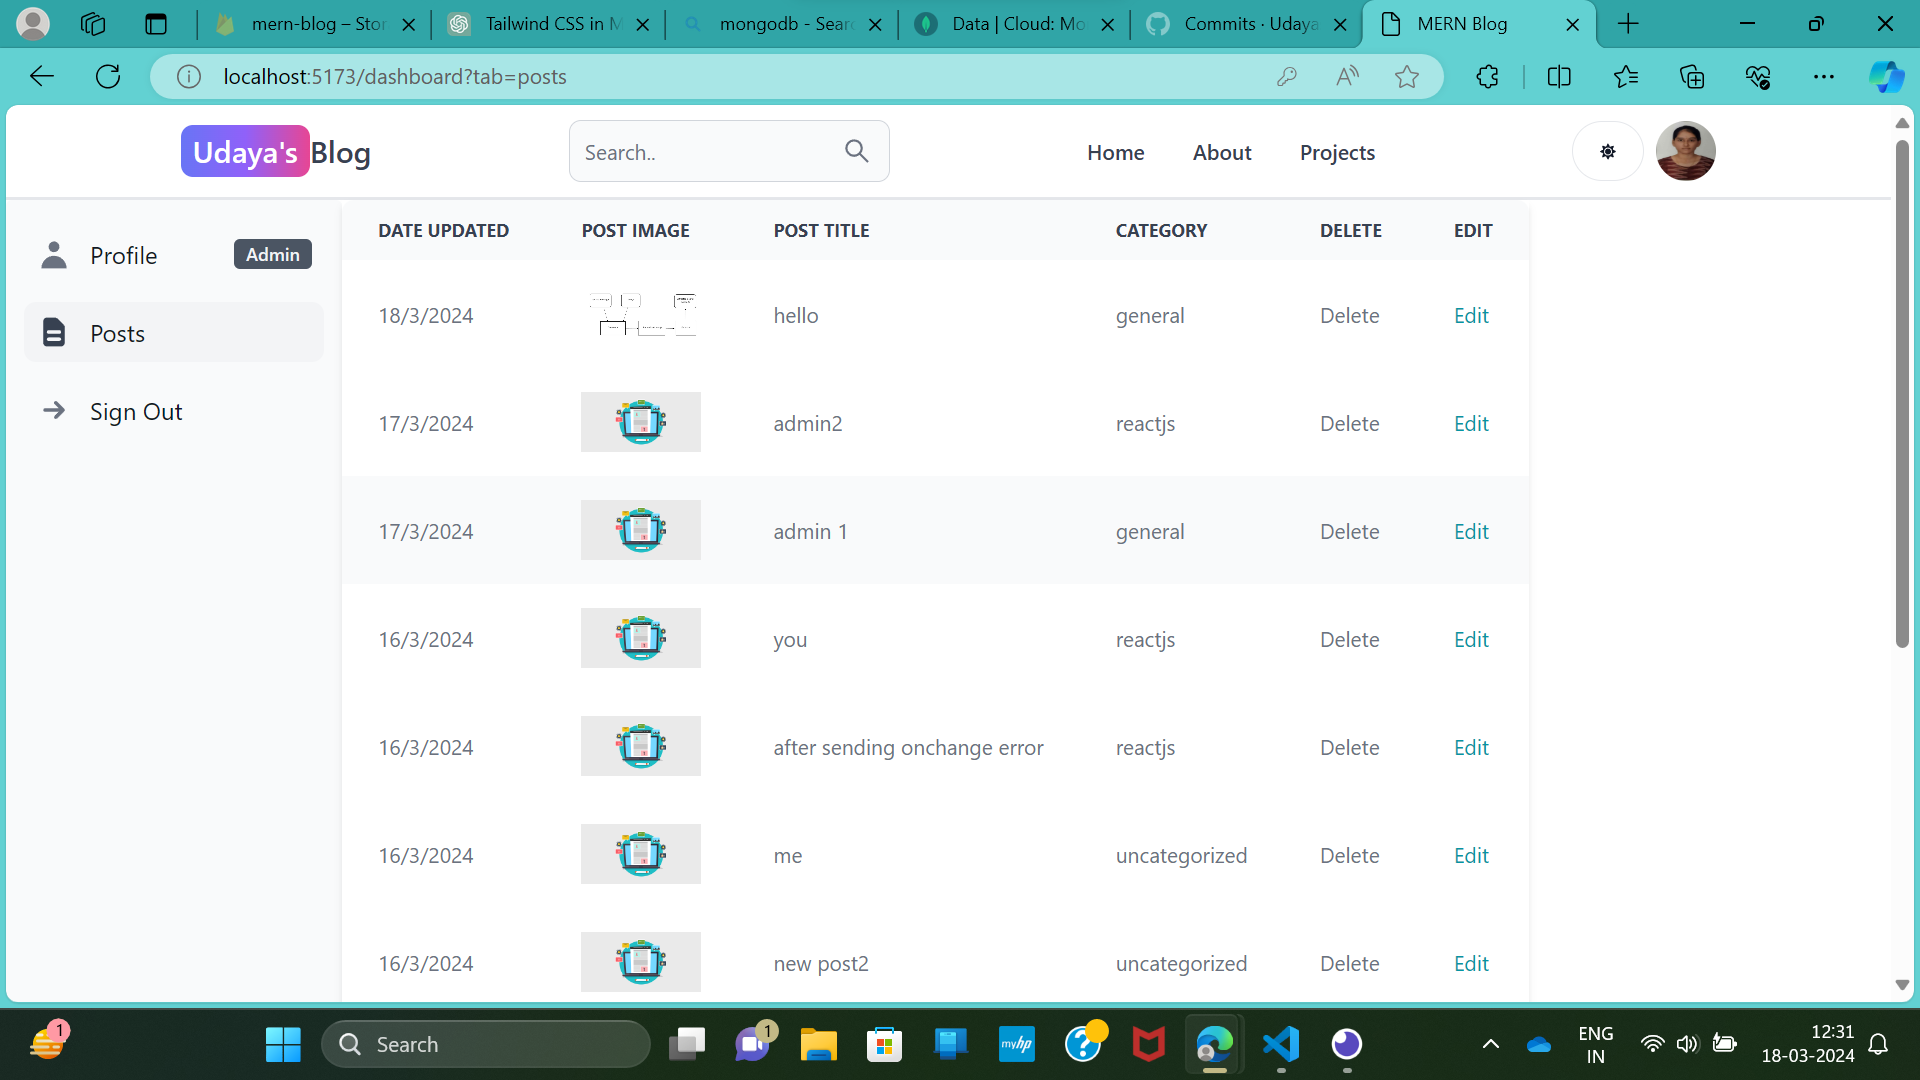 mern-blog – Stor
Tailwind CSS in M
mongodb - Searc
Data | Cloud: Mo
Commits · Udaya
MERN Blog
localhost:5173/dashboard?tab=posts
Udaya's Blog
Search..
Home
About
Projects
Profile
Admin
Posts
Sign Out
DATE UPDATED POST IMAGE POST TITLE CATEGORY DELETE EDIT
18/3/2024 hello general Delete Edit
17/3/2024 admin2 reactjs Delete Edit
17/3/2024 admin 1 general Delete Edit
16/3/2024 you reactjs Delete Edit
16/3/2024 after sending onchange error reactjs Delete Edit
16/3/2024 me uncategorized Delete Edit
16/3/2024 new post2 uncategorized Delete Edit
1
Search
1
myhp
ENG
IN
12:31
18-03-2024